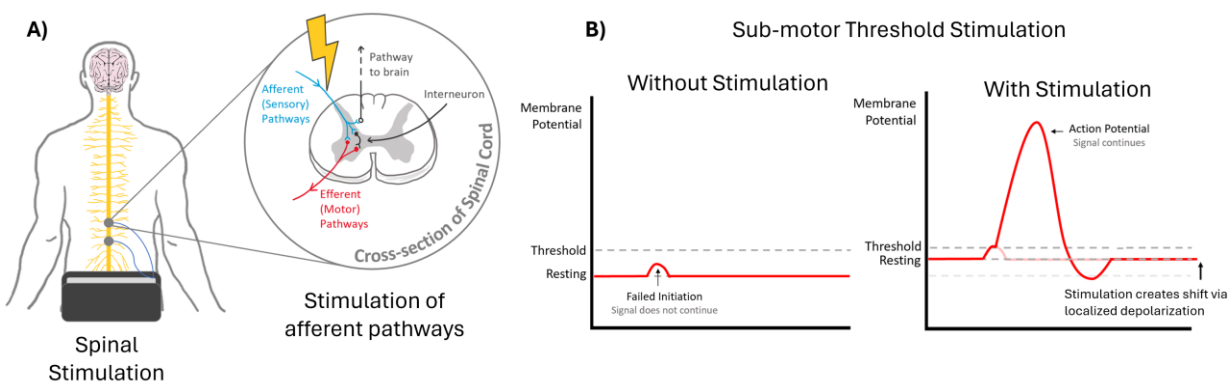 A)
Pathway
to brain
Interneuron
Afferent
(Sensory)
Pathways
Efferent
(Motor)
Pathways
Cross-section of Spinal Cord
Spinal
Stimulation
Stimulation of
afferent pathways
B)
Sub-motor Threshold Stimulation
Without Stimulation
Membrane
Potential
Threshold
Resting
Failed Initiation
Signal does not continue
With Stimulation
Membrane
Potential
Action Potential
Signal continues
Threshold
Resting
Stimulation creates shift via
localized depolarization